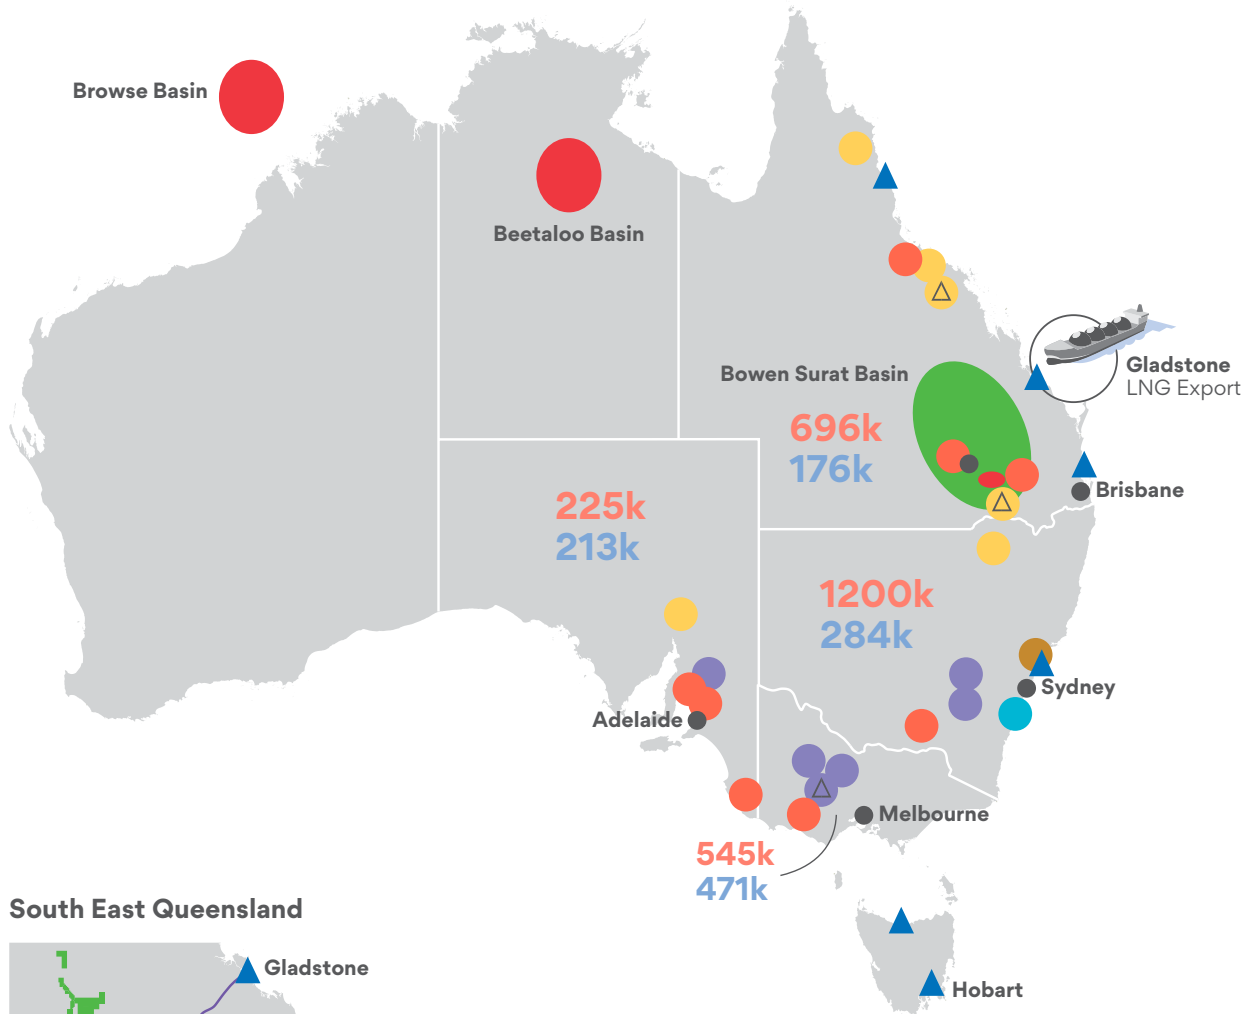 Browse Basin
Beetaloo Basin
Bowen Surat Basin
Gladstone
LNG Export
696k
176k
Brisbane
225k
213k
1200k
284k
Sydney
Adelaide
Melbourne
545k
471k
South East Queensland
Gladstone
Hobart